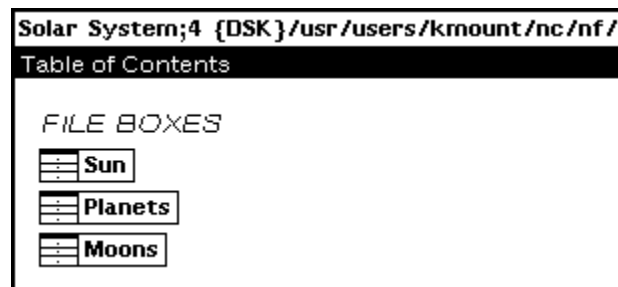 Solar System;4 {DSK}/usr/users/kmount/nc/nf/
Table of Contents
FILE BOXES
Sun
Planets
Moons